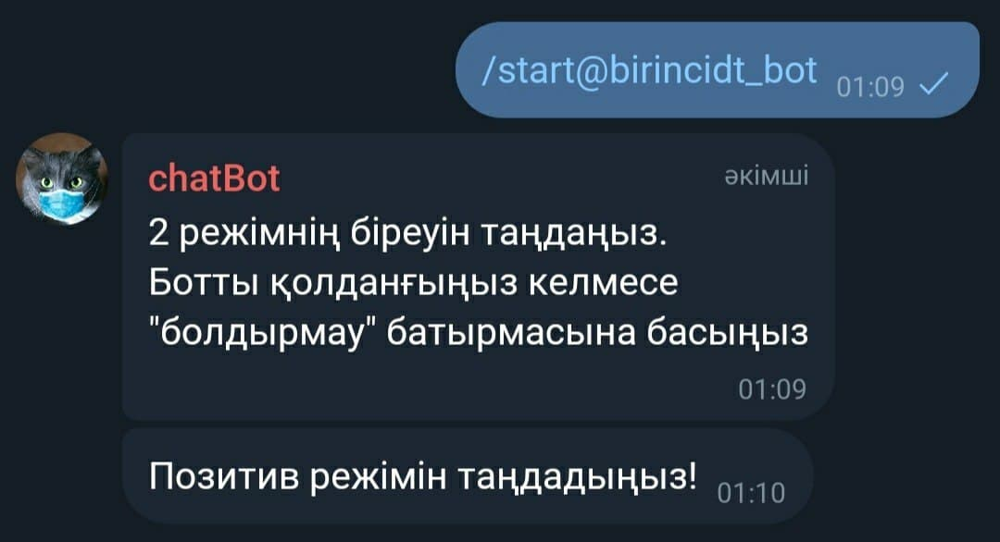 /start@birincidt_bot 01:09
chatBot әкімші
2 режімнің біреуін таңдаңыз.
Ботты қолданғыңыз келмесе
"болдырмау" батырмасына басыңыз
01:09
Позитив режімін таңдадыңыз! 01:10